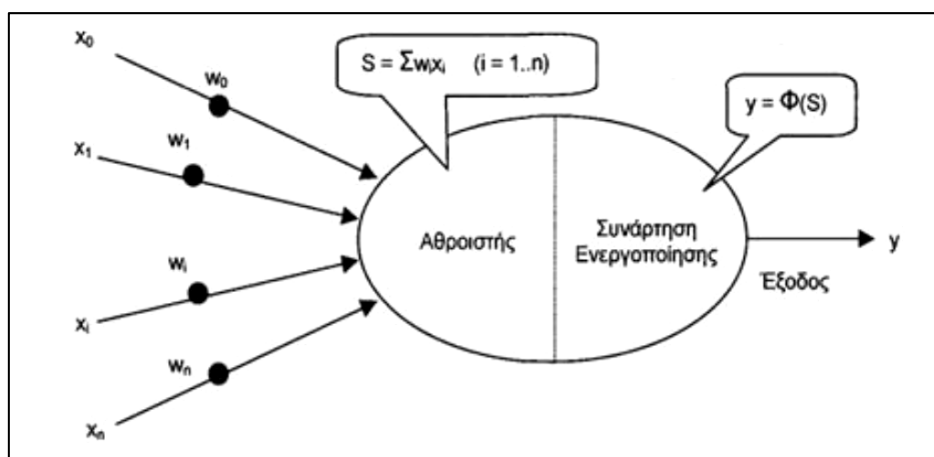 x₀
w₀
S = Σwᵢxᵢ (i = 1..n)
y = Φ(S)
w₁
x₁
Αθροιστής
Συνάρτηση
Ενεργοποίησης
y
Έξοδος
wᵢ
xᵢ
wₙ
xₙ